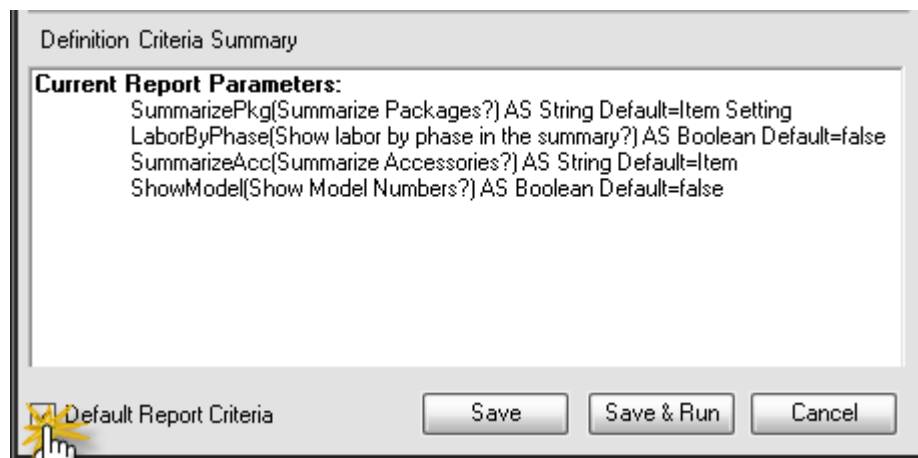 Definition Criteria Summary
Current Report Parameters:
SummarizePkg(Summarize Packages?) AS String Default=Item Setting
LaborByPhase(Show labor by phase in the summary?) AS Boolean Default=false
SummarizeAcc(Summarize Accessories?) AS String Default=Item
ShowModel(Show Model Numbers?) AS Boolean Default=false
Default Report Criteria Save Save & Run Cancel